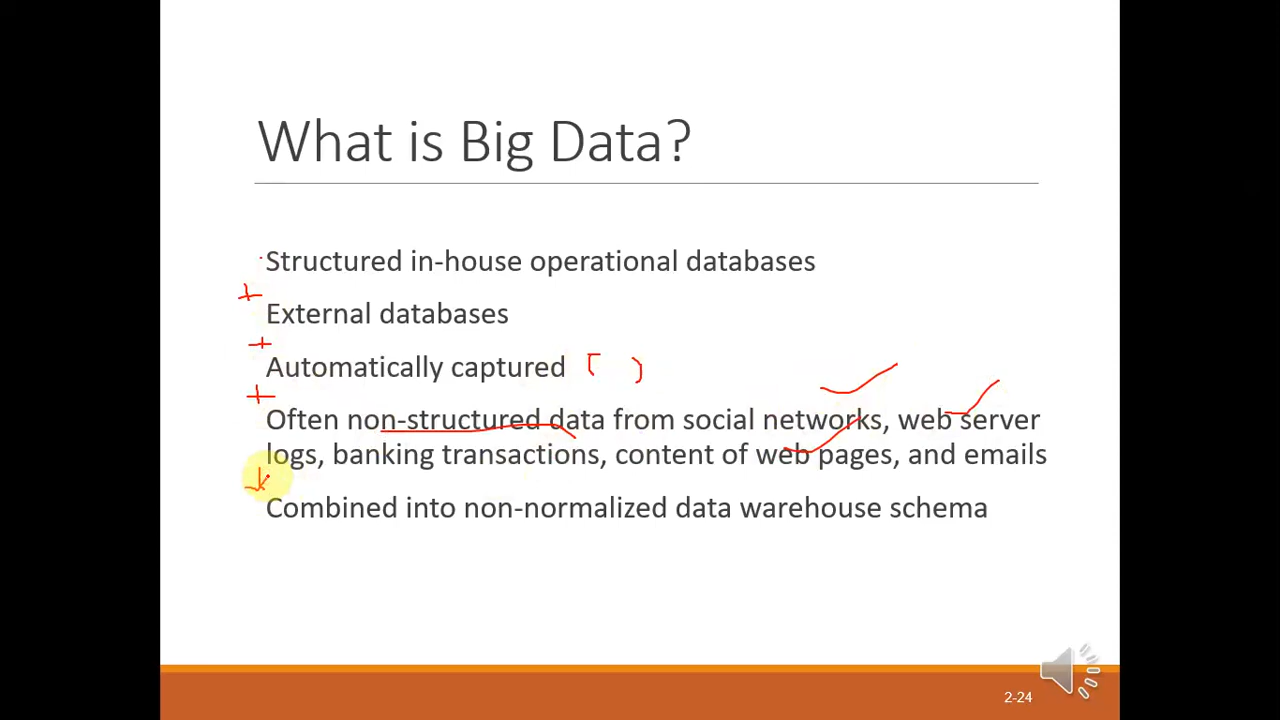 What is Big Data?
Structured in-house operational databases
+
External databases
+
Automatically captured [ ]
+
Often non-structured data from social networks, web server
logs, banking transactions, content of web pages, and emails
Combined into non-normalized data warehouse schema
2-24